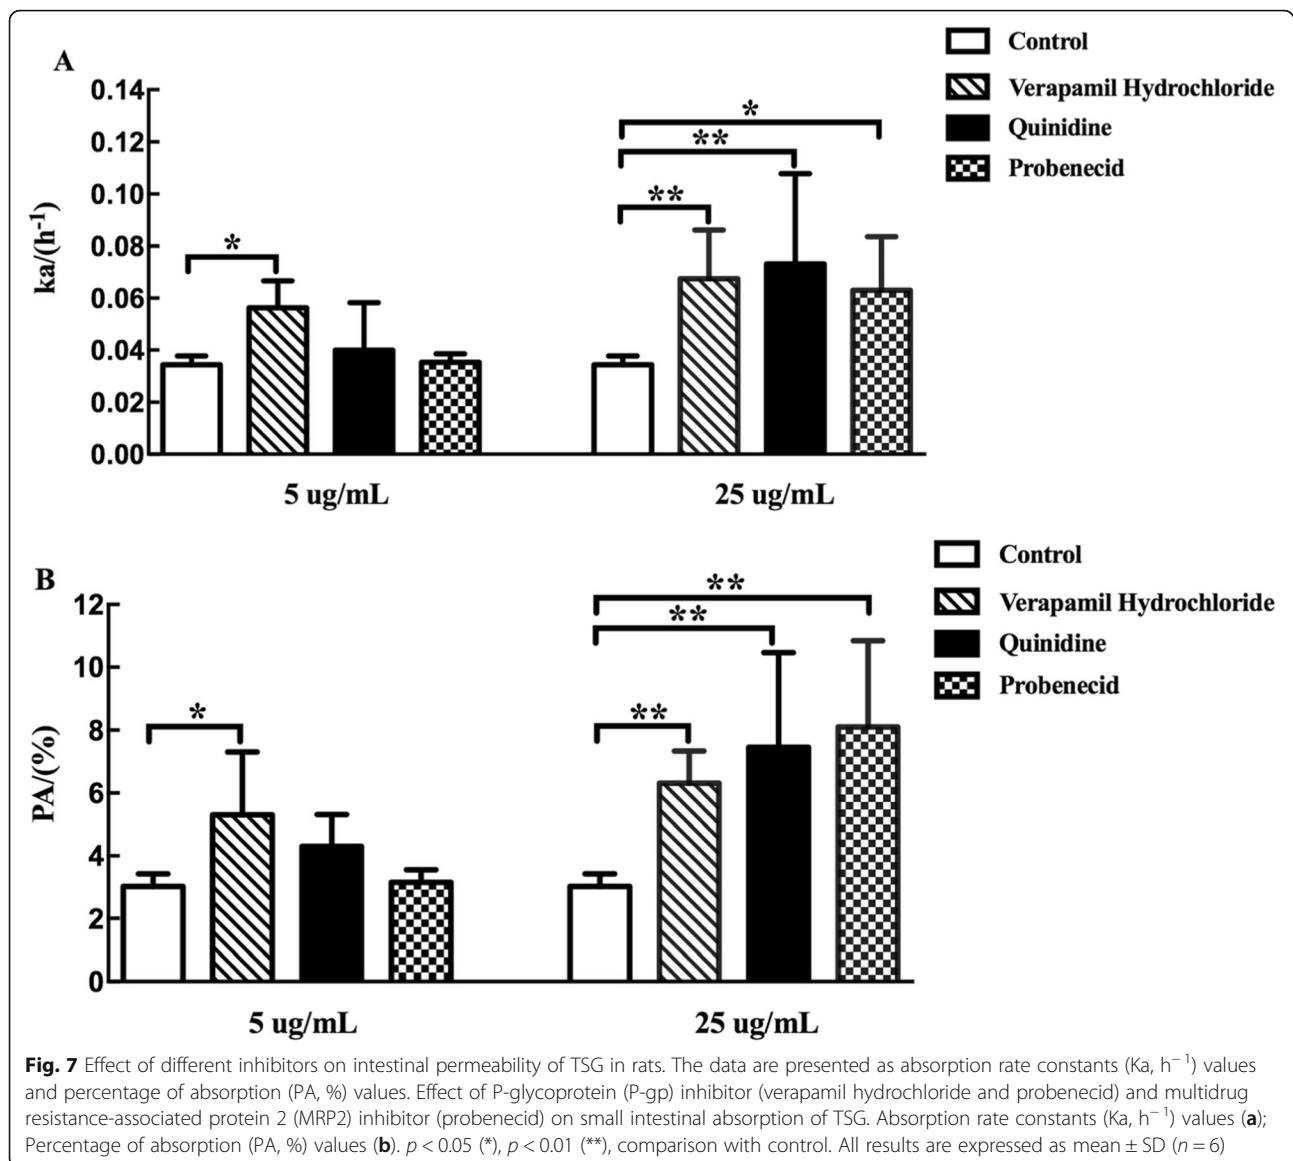 A
Control
Verapamil Hydrochloride
Quinidine
Probenecid
ka/(h⁻¹)
0.14
0.12
0.10
0.08
0.06
0.04
0.02
0.00
*
**
**
*
5 ug/mL
25 ug/mL
B
Control
Verapamil Hydrochloride
Quinidine
Probenecid
PA/(%)
12
10
8
6
4
2
0
*
**
**
**
5 ug/mL
25 ug/mL
Fig. 7 Effect of different inhibitors on intestinal permeability of TSG in rats. The data are presented as absorption rate constants (Ka, h⁻¹) values
and percentage of absorption (PA, %) values. Effect of P-glycoprotein (P-gp) inhibitor (verapamil hydrochloride and probenecid) and multidrug
resistance-associated protein 2 (MRP2) inhibitor (probenecid) on small intestinal absorption of TSG. Absorption rate constants (Ka, h⁻¹) values (a);
Percentage of absorption (PA, %) values (b). p < 0.05 (*), p < 0.01 (**), comparison with control. All results are expressed as mean ± SD (n = 6)